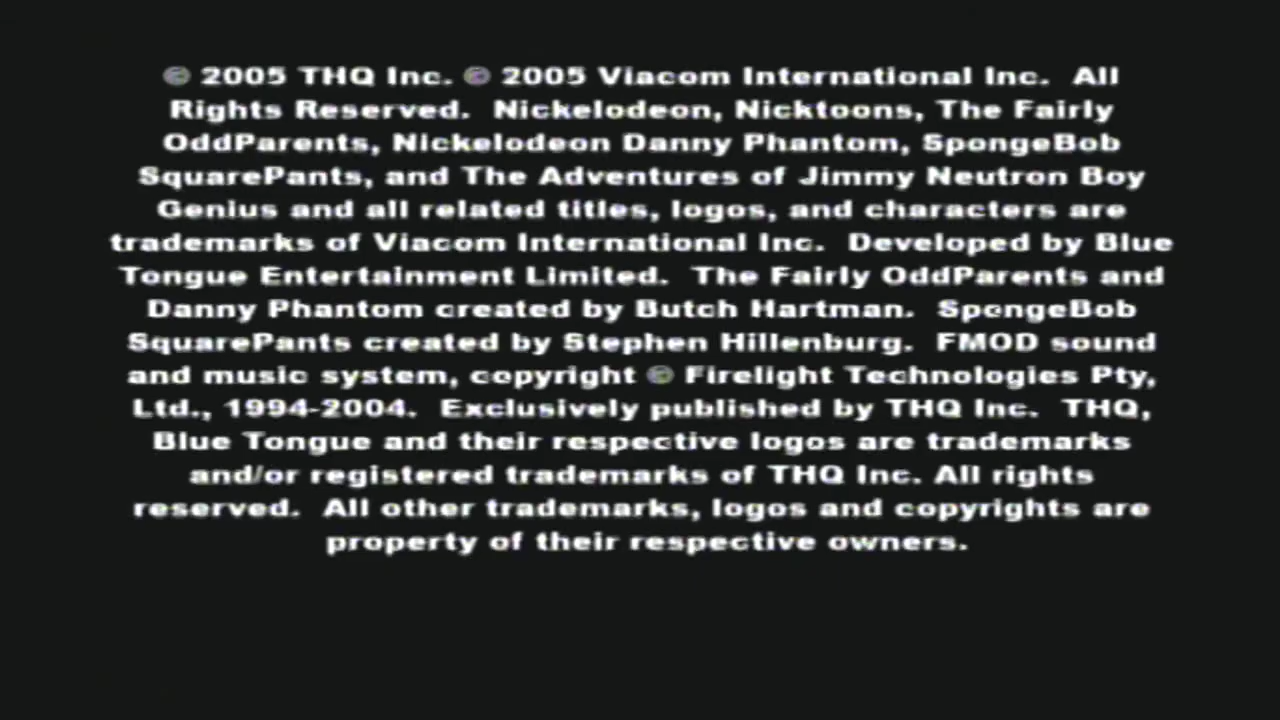 © 2005 THQ Inc. © 2005 Viacom International Inc.  All
Rights Reserved.  Nickelodeon, Nicktoons, The Fairly
OddParents, Nickelodeon Danny Phantom, SpongeBob
SquarePants, and The Adventures of Jimmy Neutron Boy
Genius and all related titles, logos, and characters are
trademarks of Viacom International Inc.  Developed by Blue
Tongue Entertainment Limited.  The Fairly OddParents and
Danny Phantom created by Butch Hartman.  SpongeBob
SquarePants created by Stephen Hillenburg.  FMOD sound
and music system, copyright © Firelight Technologies Pty,
Ltd., 1994-2004.  Exclusively published by THQ Inc.  THQ,
Blue Tongue and their respective logos are trademarks
and/or registered trademarks of THQ Inc. All rights
reserved.  All other trademarks, logos and copyrights are
property of their respective owners.